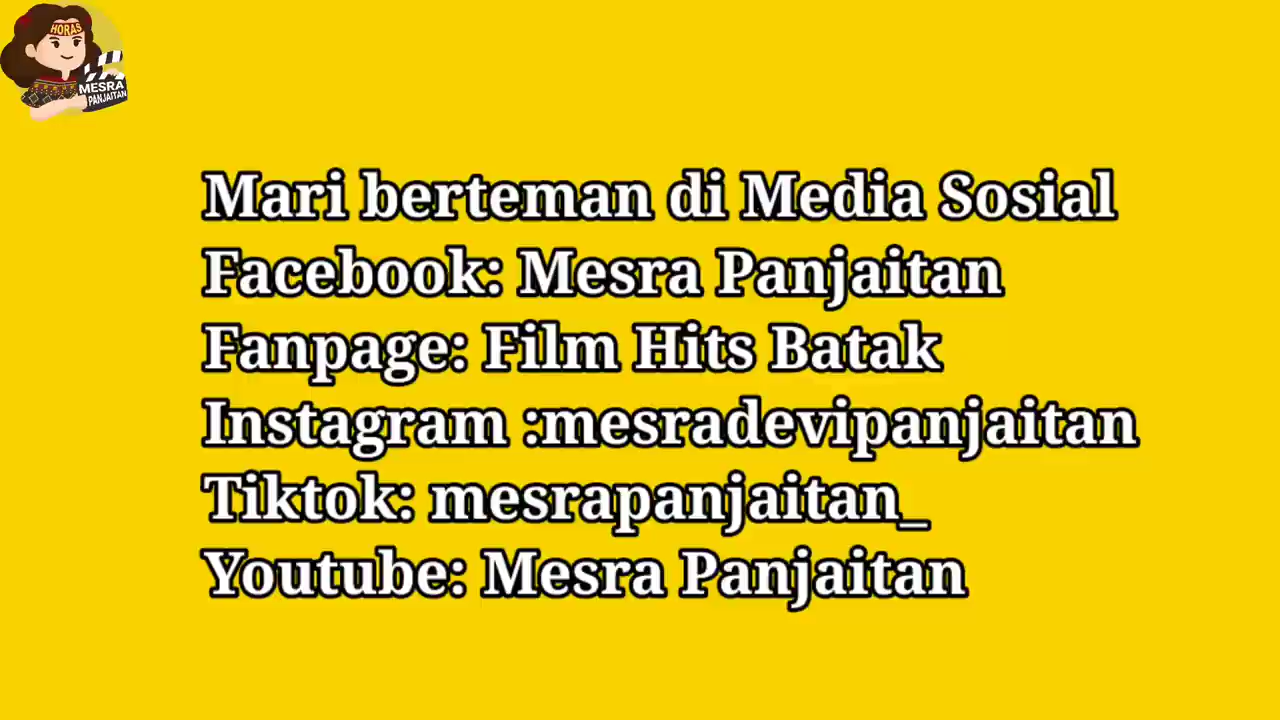 HORAS
MESRA
PANJAITAN
Mari berteman di Media Sosial
Facebook: Mesra Panjaitan
Fanpage: Film Hits Batak
Instagram :mesradevipanjaitan
Tiktok: mesrapanjaitan_
Youtube: Mesra Panjaitan